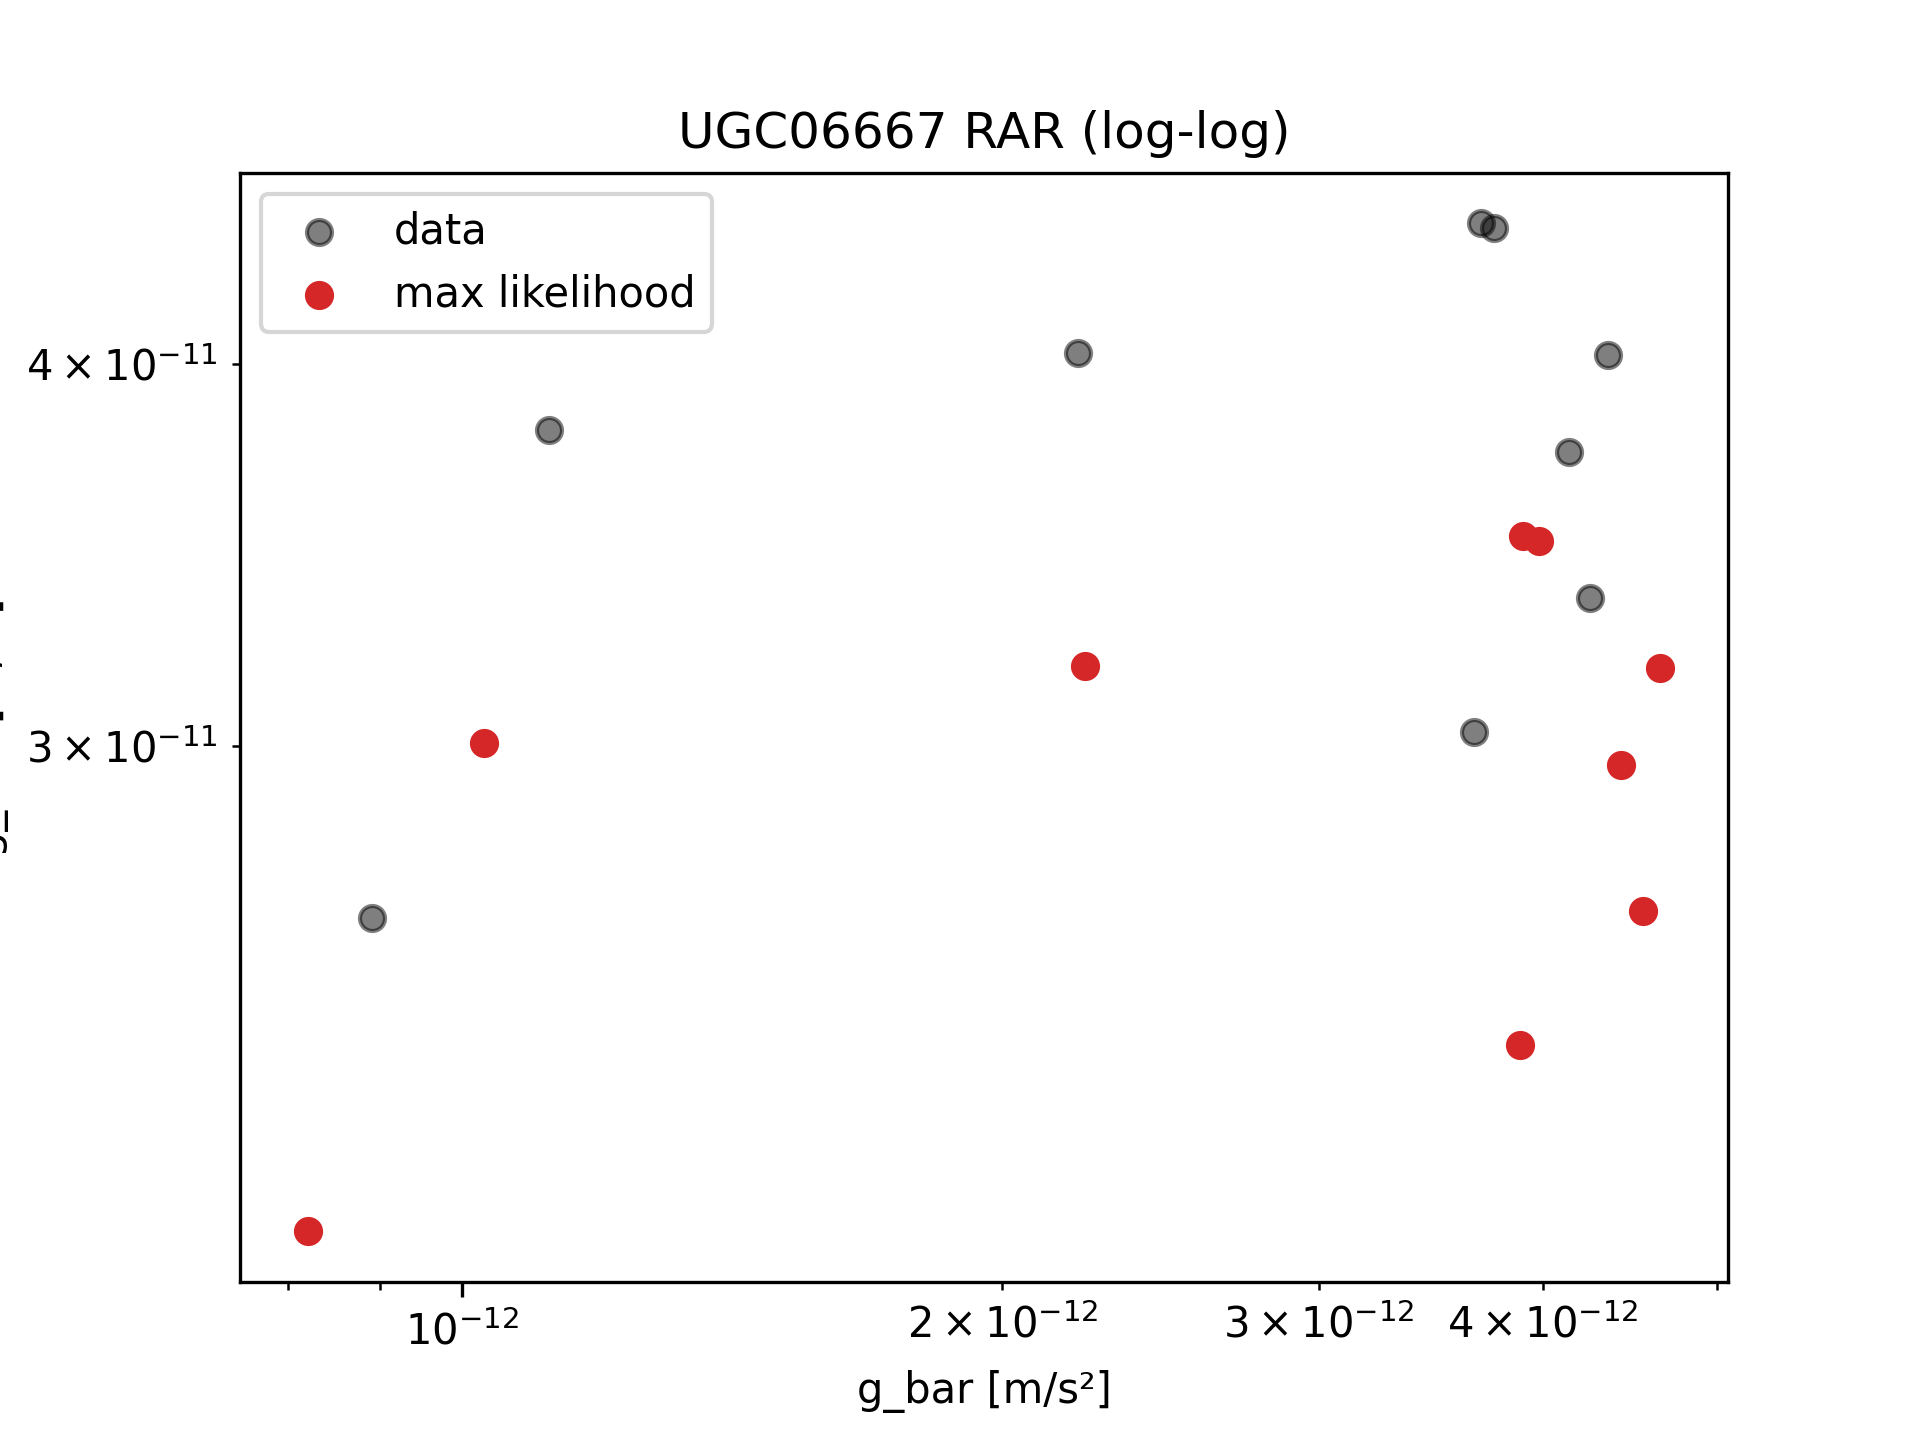 UGC06667 RAR (log-log)
data
max likelihood
4 × 10⁻¹¹
3 × 10⁻¹¹
10⁻¹²
2 × 10⁻¹²
3 × 10⁻¹²
4 × 10⁻¹²
g_bar [m/s²]